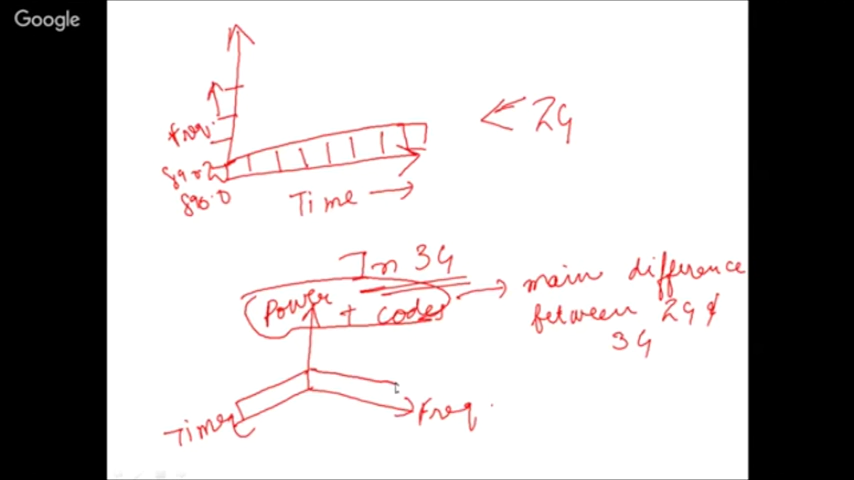 Google
Freq.
2G
890.2
890.0
Time
In 3G
Power + codes
main difference
between 2G &
3G
Time
Freq.